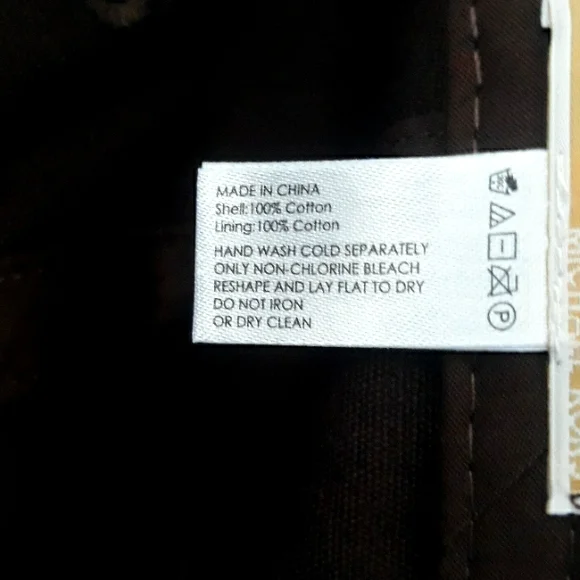 MADE IN CHINA
Shell:100% Cotton
Lining:100% Cotton
HAND WASH COLD SEPARATELY
ONLY NON-CHLORINE BLEACH
RESHAPE AND LAY FLAT TO DRY
DO NOT IRON
OR DRY CLEAN
P